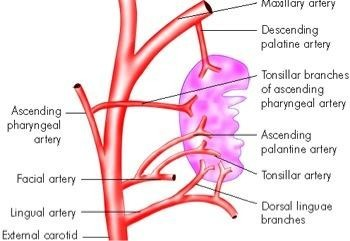 Maxillary artery
Descending
palatine artery
Tonsillar branches
of ascending
pharyngeal artery
Ascending
pharyngeal
artery
Ascending
palantine artery
Facial artery
Tonsillar artery
Lingual artery
Dorsal linguae
branches
External carotid